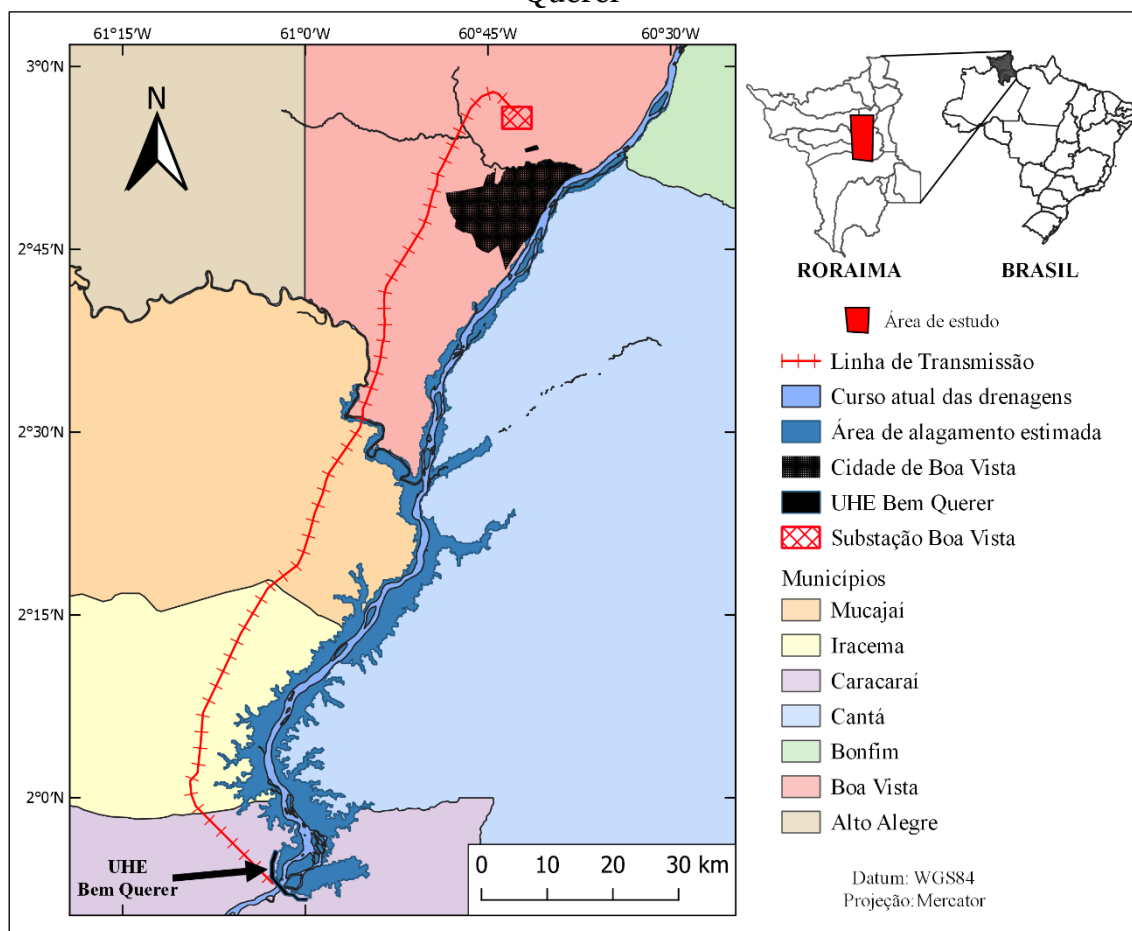 Querer
61°15'W 61°0'W 60°45'W 60°30'W
3°0'N
2°45'N
2°30'N
2°15'N
2°0'N
N
UHE
Bem Querer
0 10 20 30 km
RORAIMA BRASIL
Área de estudo
Linha de Transmissão
Curso atual das drenagens
Área de alagamento estimada
Cidade de Boa Vista
UHE Bem Querer
Substação Boa Vista
Municípios
Mucajaí
Iracema
Caracaraí
Cantá
Bonfim
Boa Vista
Alto Alegre
Datum: WGS84
Projeção: Mercator